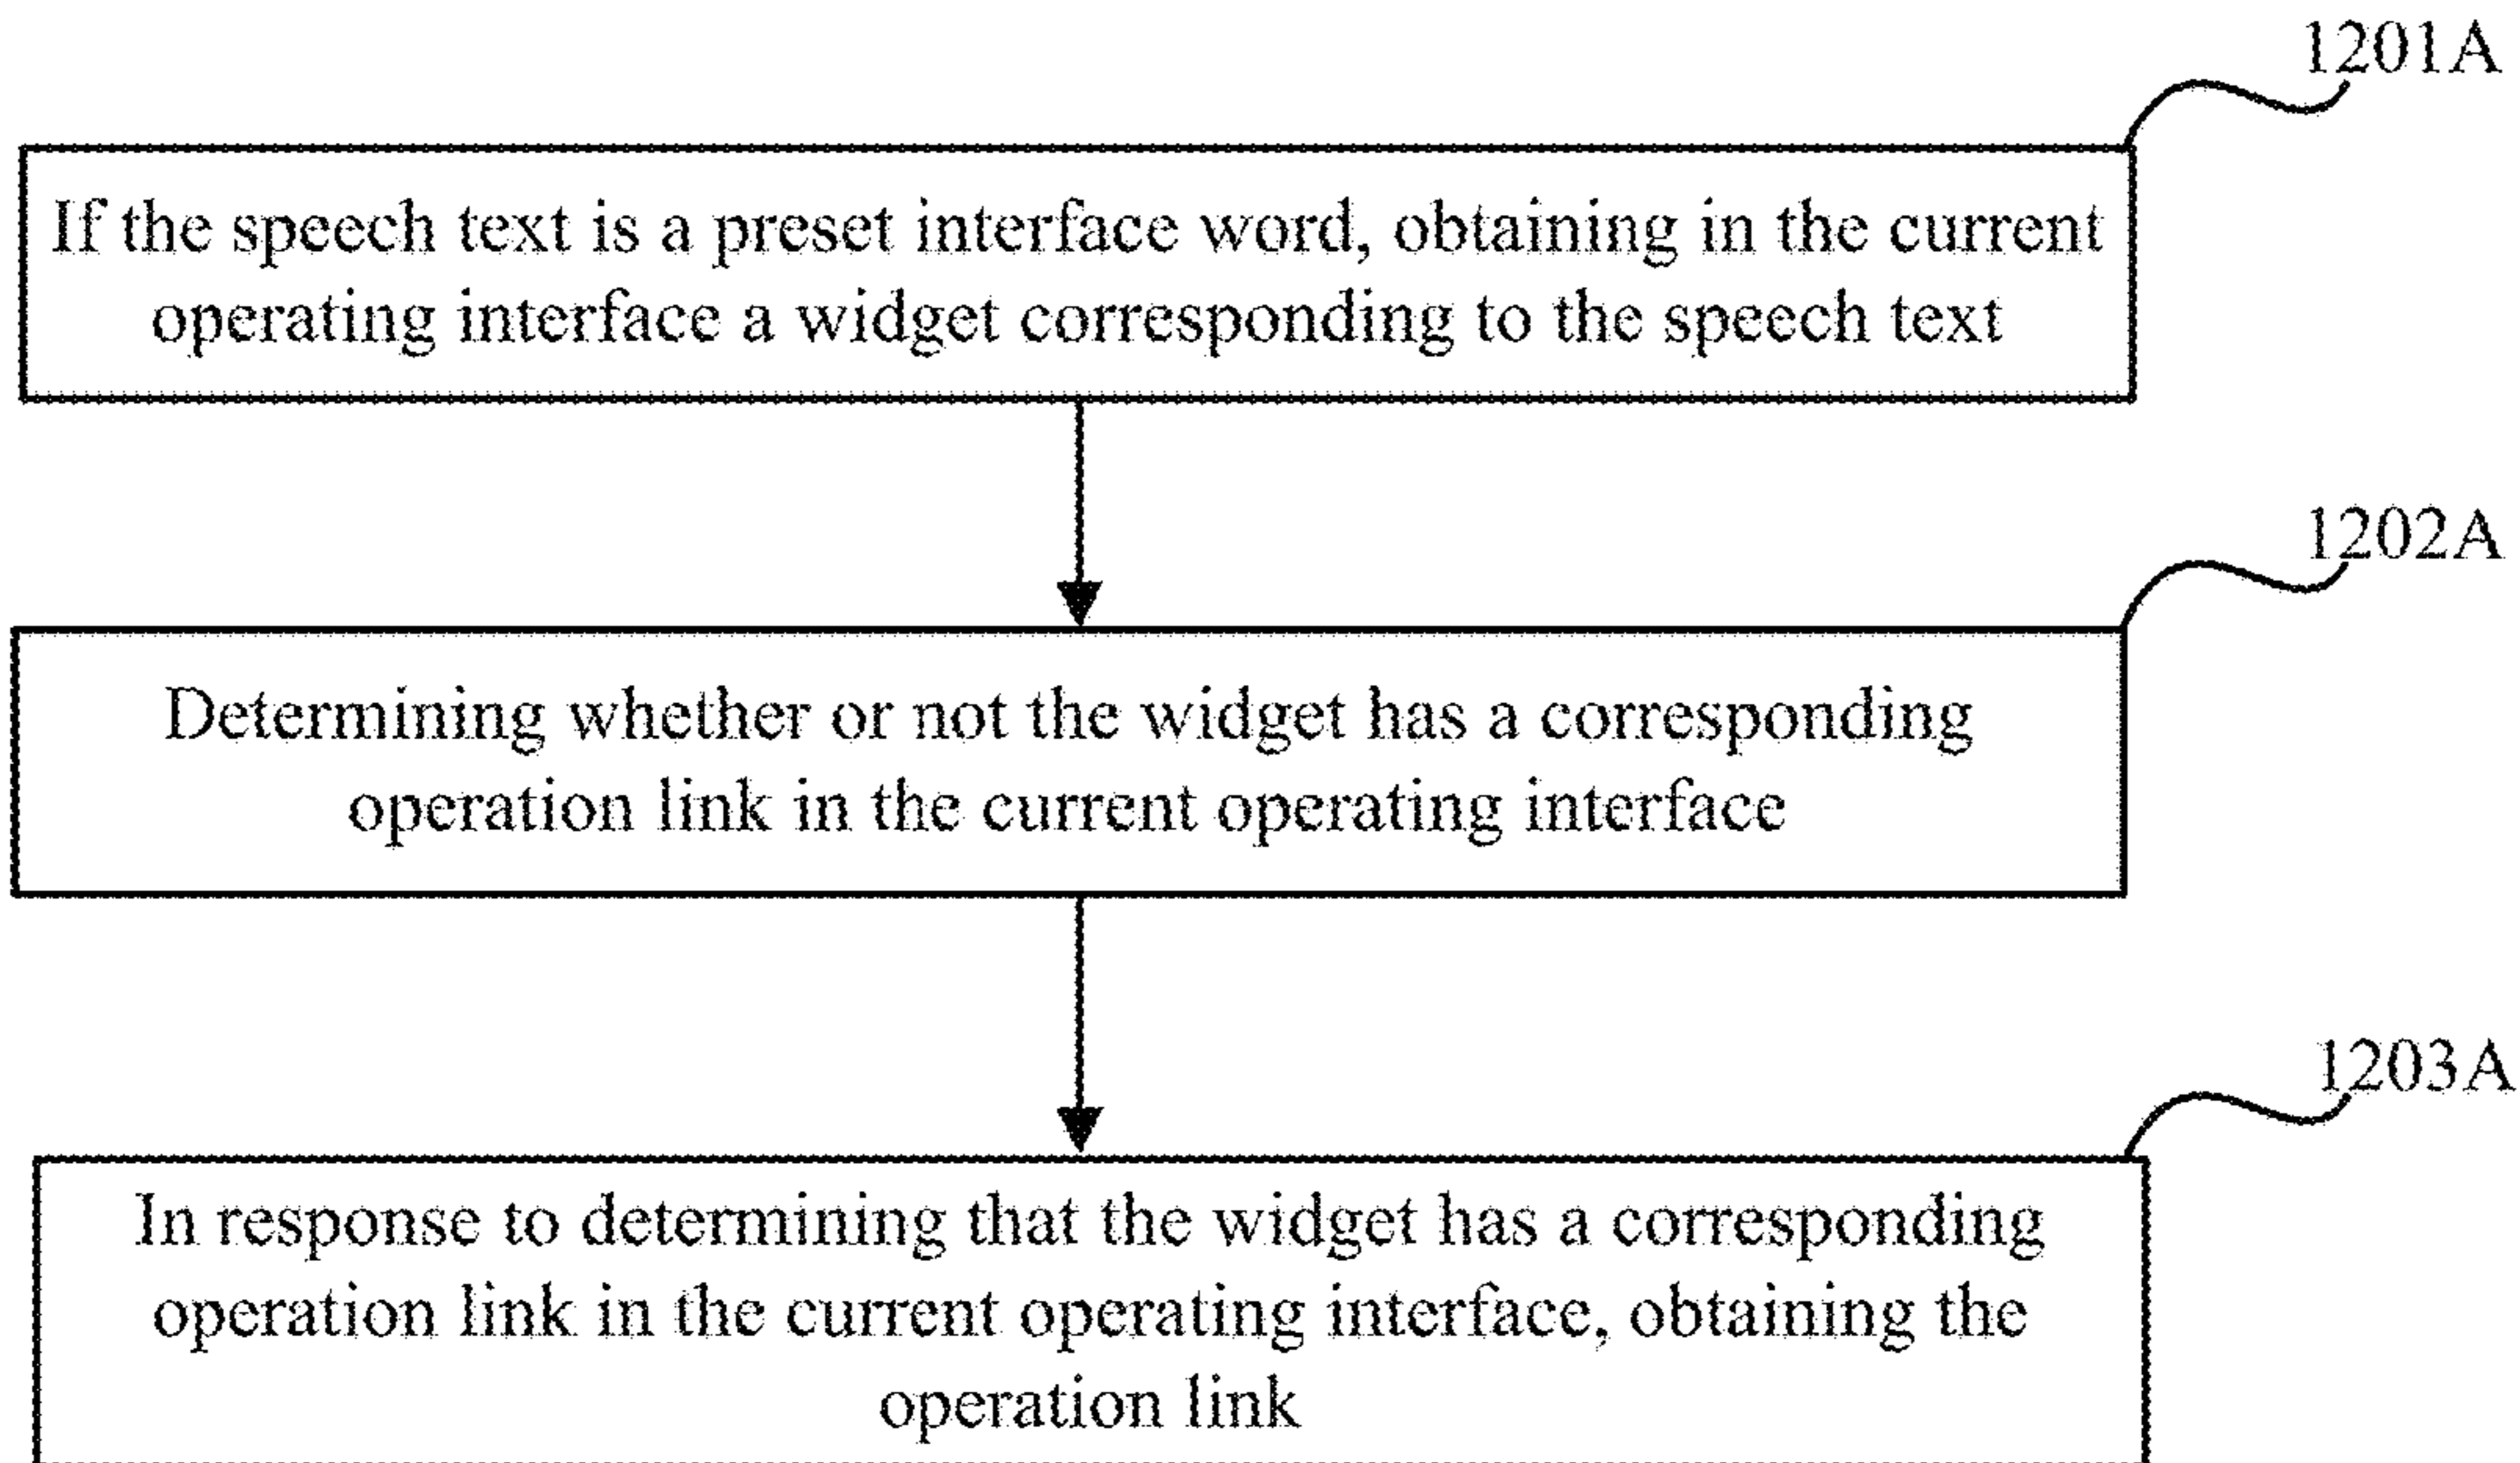 1201A
If the speech text is a preset interface word, obtaining in the current
operating interface a widget corresponding to the speech text
1202A
Determining whether or not the widget has a corresponding
operation link in the current operating interface
1203A
In response to determining that the widget has a corresponding
operation link in the current operating interface, obtaining the
operation link